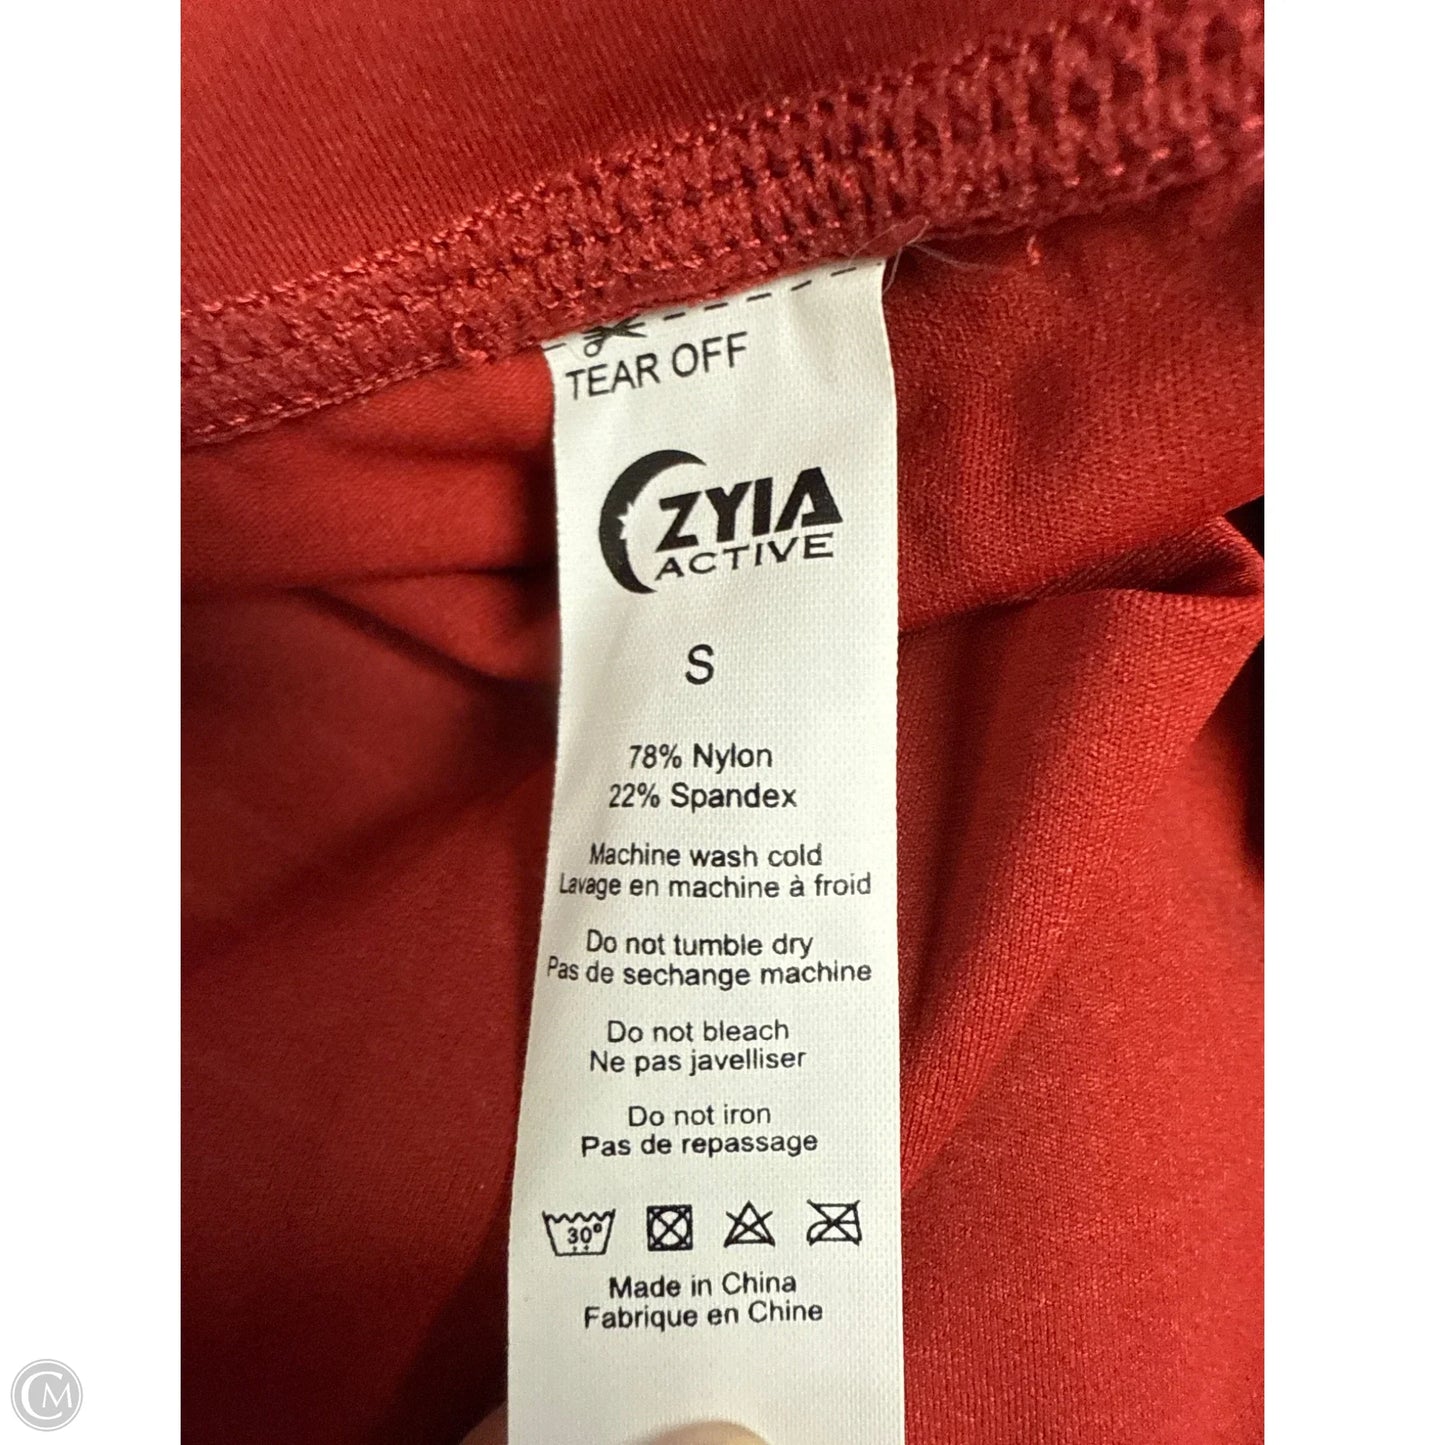 TEAR OFF
ZYIA
ACTIVE
S
78% Nylon
22% Spandex
Machine wash cold
Lavage en machine à froid
Do not tumble dry
Pas de sechange machine
Do not bleach
Ne pas javelliser
Do not iron
Pas de repassage
30°
Made in China
Fabrique en Chine
CM